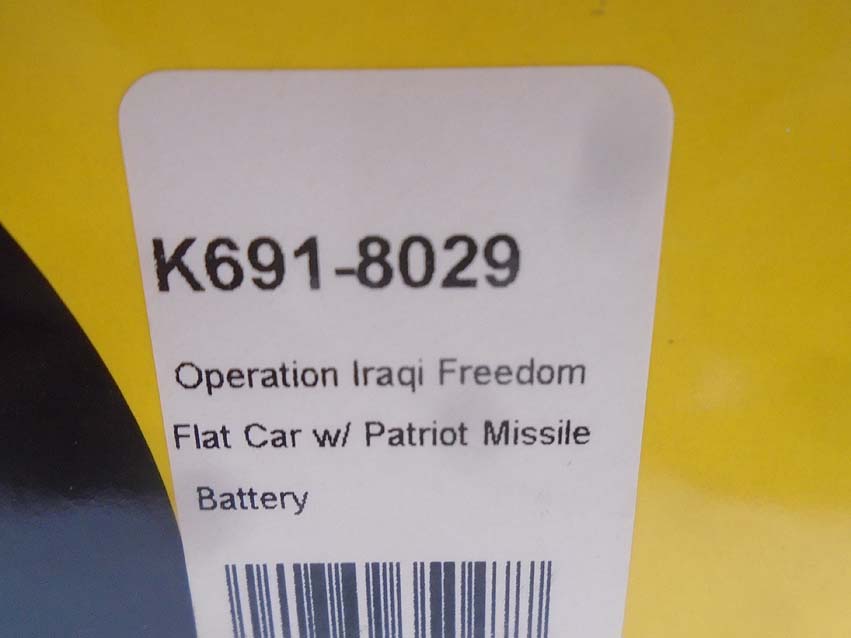 K691-8029
Operation Iraqi Freedom
Flat Car w/ Patriot Missile
Battery